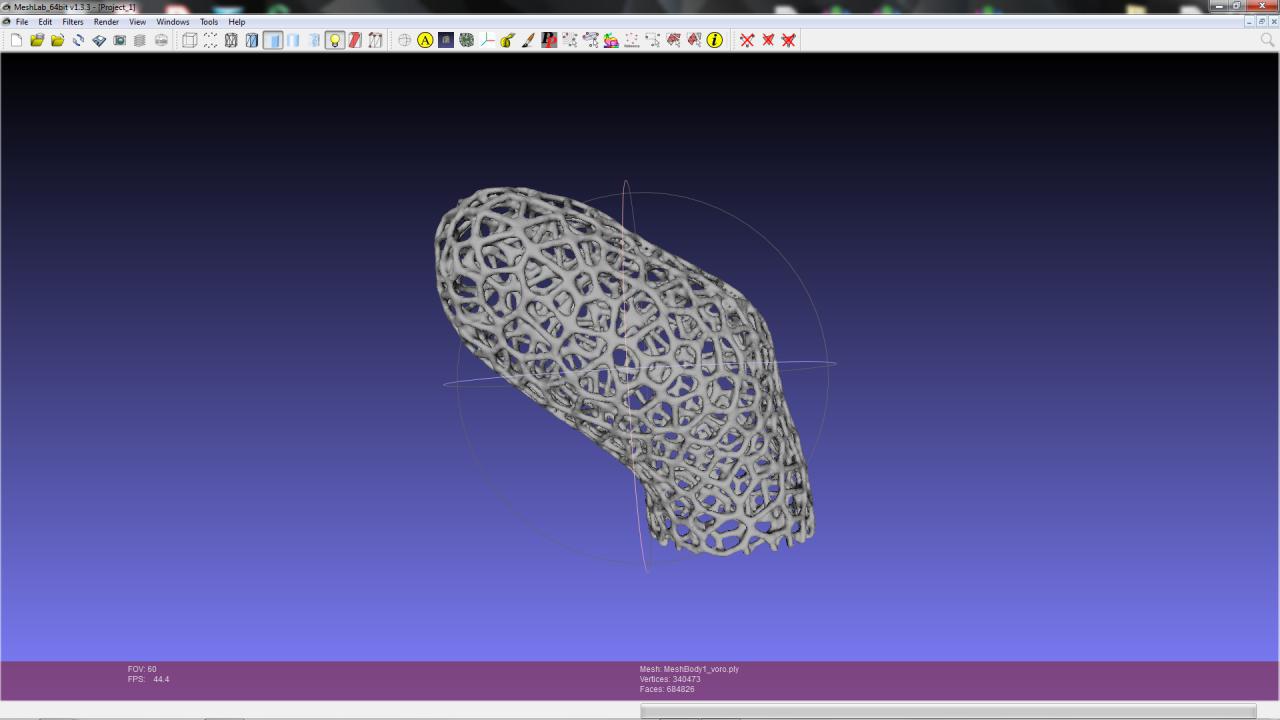 MeshLab_64bit v1.3.3 - [Project_1]
File Edit Filters Render View Windows Tools Help
A i
FOV: 60
FPS: 44.4
Mesh: MeshBody1_voro.ply
Vertices: 340473
Faces: 684826